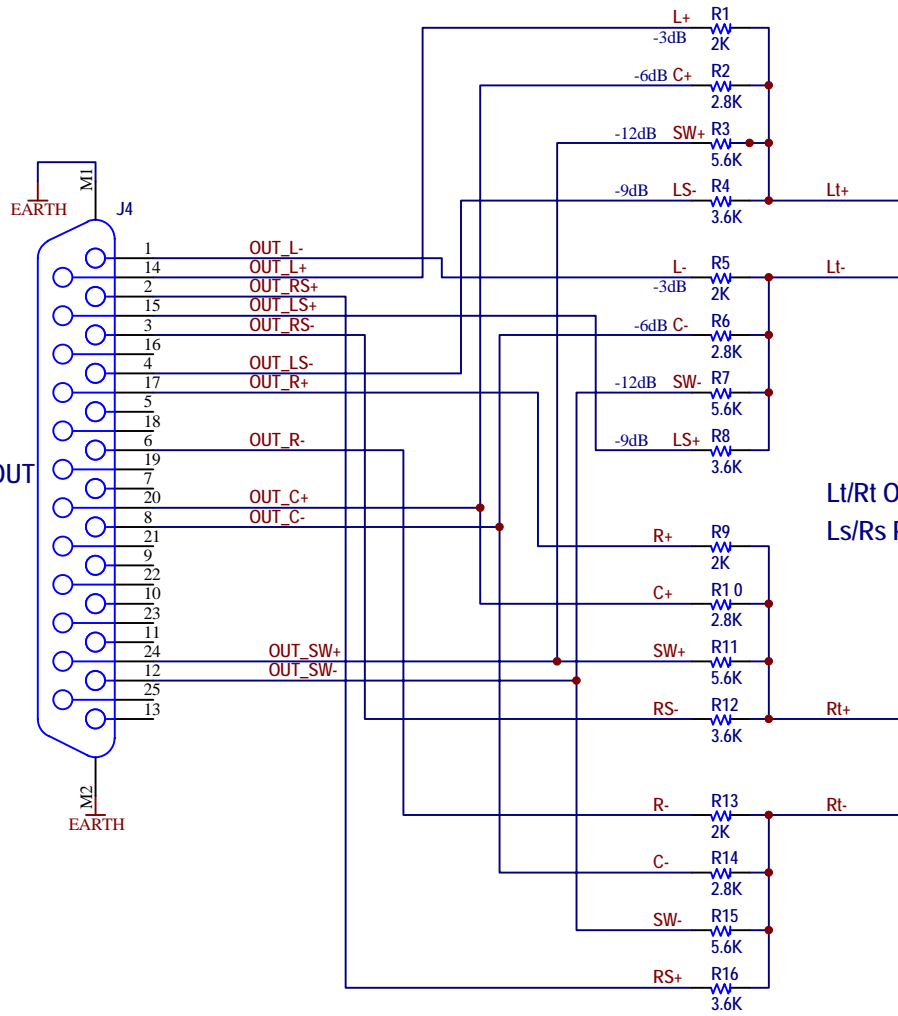 L+ R1
-3dB 2K
-6dB C+ R2
2.8K
-12dB SW+ R3
5.6K
-9dB LS- R4 Lt+
3.6K
M1
EARTH
J4
1 OUT_L-
14 OUT_L+
2 OUT_RS+
15 OUT_LS+
3 OUT_RS-
16
4 OUT_LS-
17 OUT_R+
5
18
6 OUT_R-
19
7
20 OUT_C+
8 OUT_C-
21
9
22
10
23
11
24 OUT_SW+
12 OUT_SW-
25
13
M2
EARTH
OUT
L- R5 Lt-
-3dB 2K
-6dB C- R6
2.8K
-12dB SW- R7
5.6K
-9dB LS+ R8
3.6K
Lt/Rt O
Ls/Rs
R+ R9
2K
C+ R10
2.8K
SW+ R11
5.6K
RS- R12 Rt+
3.6K
R- R13 Rt-
2K
C- R14
2.8K
SW- R15
5.6K
RS+ R16
3.6K